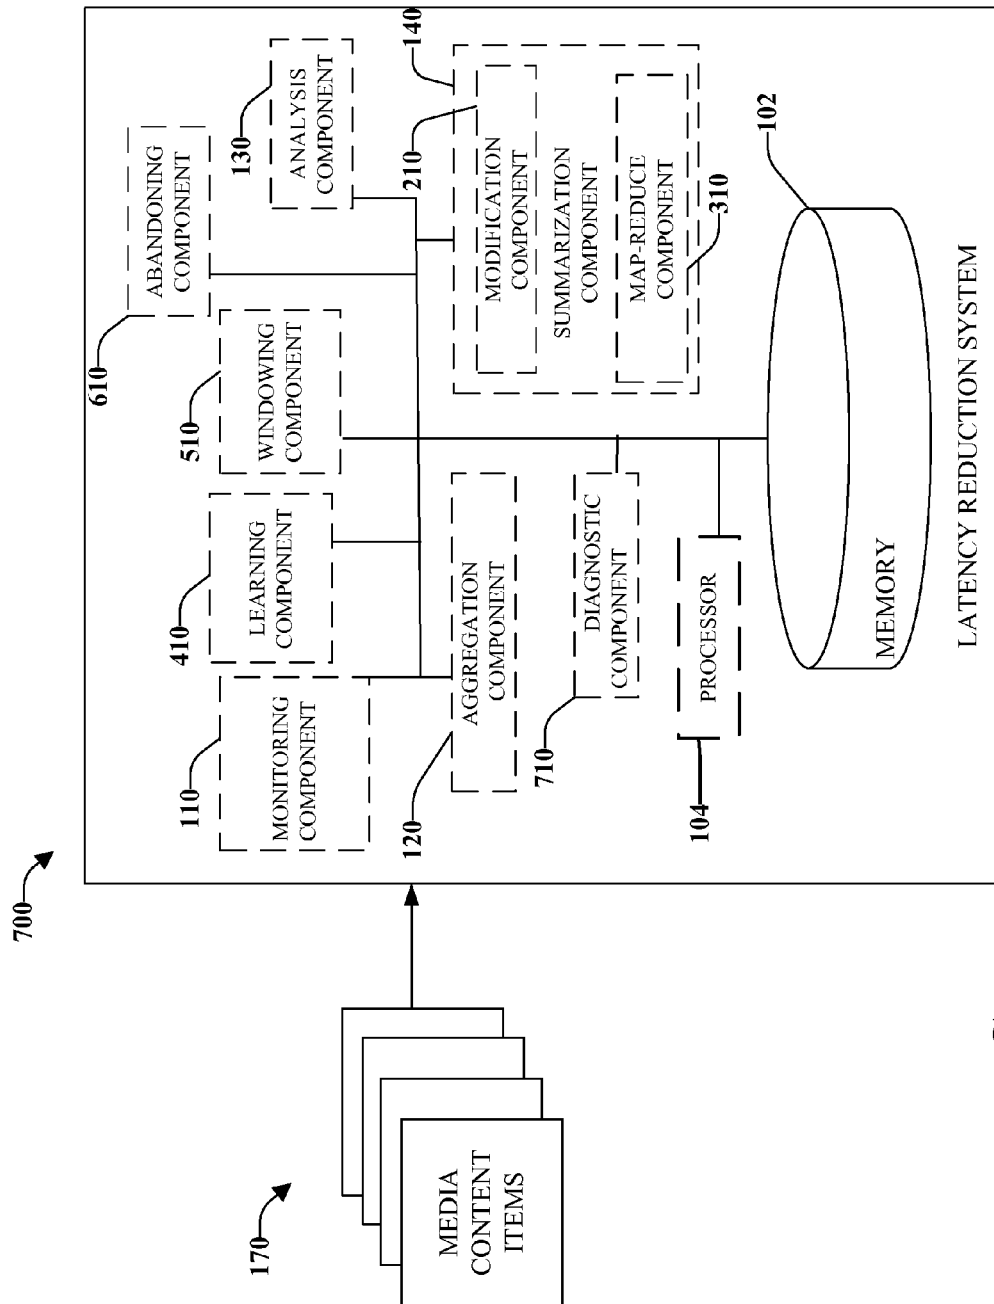 700
170
MEDIA
CONTENT
ITEMS
110
MONITORING
COMPONENT
410
LEARNING
COMPONENT
510
WINDOWING
COMPONENT
610
ABANDONING
COMPONENT
130
ANALYSIS
COMPONENT
120
AGGREGATION
COMPONENT
140
210
MODIFICATION
COMPONENT
SUMMARIZATION
COMPONENT
MAP-REDUCE
COMPONENT
310
710
DIAGNOSTIC
COMPONENT
104
PROCESSOR
102
MEMORY
LATENCY REDUCTION SYSTEM